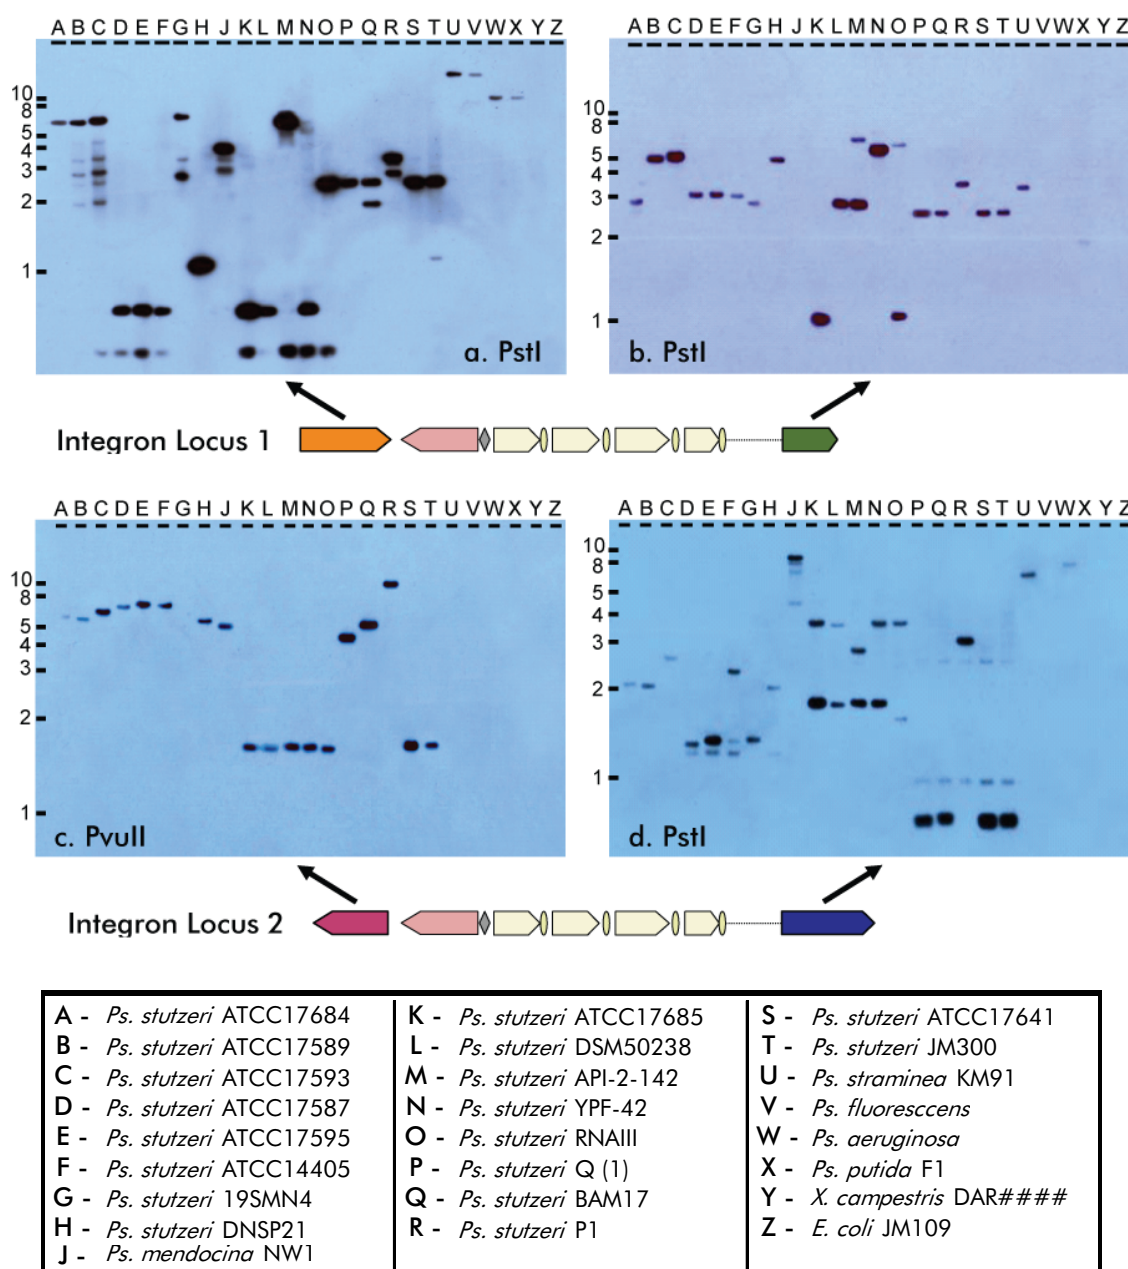 A B C D E F G H J K L M N O P Q R S T U V W X Y Z
10
8
5
4
3
2
1
a. PstI
A B C D E F G H J K L M N O P Q R S T U V W X Y Z
10
8
5
4
3
2
1
b. PstI
Integron Locus 1
A B C D E F G H J K L M N O P Q R S T U V W X Y Z
10
8
5
4
3
2
1
c. PvuII
A B C D E F G H J K L M N O P Q R S T U V W X Y Z
10
8
5
4
3
2
1
d. PstI
Integron Locus 2
A - Ps. stutzeri ATCC17684
B - Ps. stutzeri ATCC17589
C - Ps. stutzeri ATCC17593
D - Ps. stutzeri ATCC17587
E - Ps. stutzeri ATCC17595
F - Ps. stutzeri ATCC14405
G - Ps. stutzeri 19SMN4
H - Ps. stutzeri DNSP21
J - Ps. mendocina NW1
K - Ps. stutzeri ATCC17685
L - Ps. stutzeri DSM50238
M - Ps. stutzeri API-2-142
N - Ps. stutzeri YPF-42
O - Ps. stutzeri RNAIII
P - Ps. stutzeri Q (1)
Q - Ps. stutzeri BAM17
R - Ps. stutzeri P1
S - Ps. stutzeri ATCC17641
T - Ps. stutzeri JM300
U - Ps. straminea KM91
V - Ps. fluoresccens
W - Ps. aeruginosa
X - Ps. putida F1
Y - X. campestris DAR####
Z - E. coli JM109